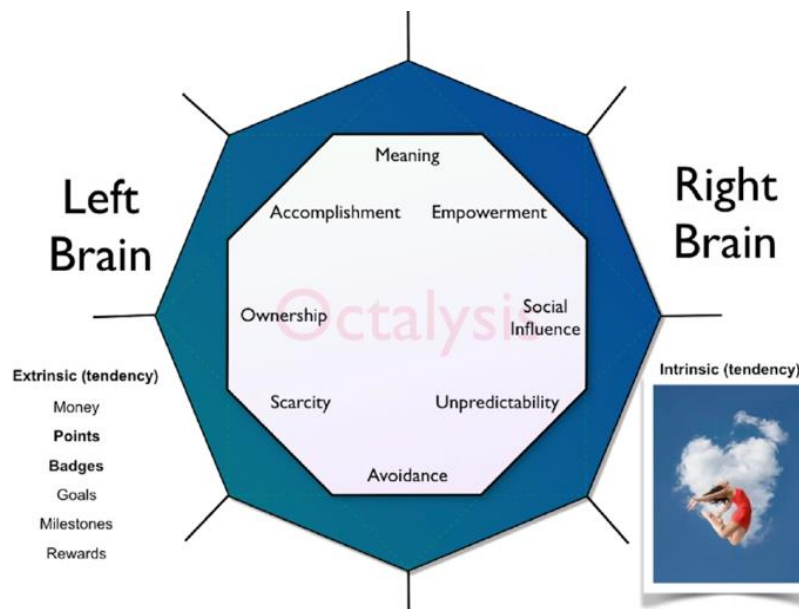 Left
Brain
Right
Brain
Meaning
Accomplishment
Empowerment
Ownership
Octalysis
Social
Influence
Scarcity
Unpredictability
Avoidance
Extrinsic (tendency)
Money
Points
Badges
Goals
Milestones
Rewards
Intrinsic (tendency)